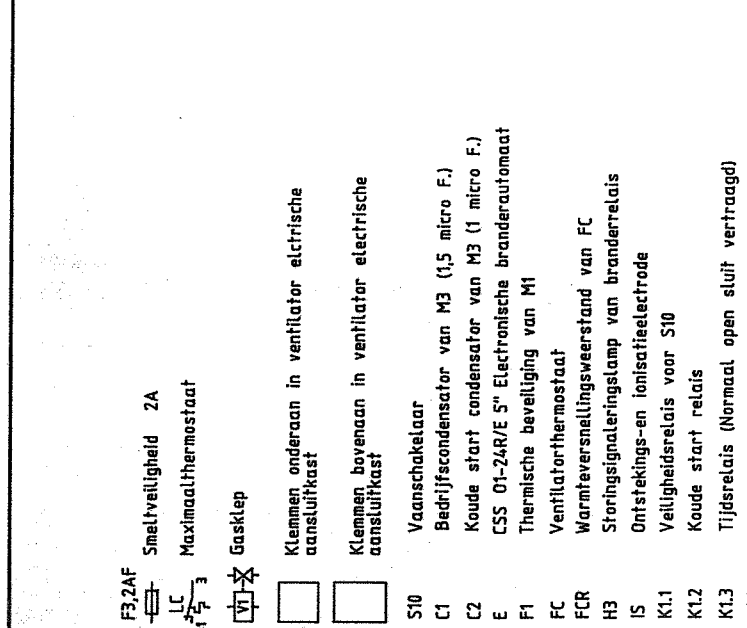 F3,2AF
Smeltveiligheid 2A
LC
1 2 3
Maximaalthermostaat
V1 Gasklep
Klemmen onderaan in ventilator elctrische
aansluitkast
Klemmen bovenaan in ventilator electrische
aansluitkast
S10 Vaanschakelaar
C1 Bedrijfscondensator van M3 (1,5 micro F.)
C2 Koude start condensator van M3 (1 micro F.)
E CSS 01-24R/E 5" Electronische branderautomaat
F1 Thermische beveiliging van M1
FC Ventilatorthermostaat
FCR Warmteversnellingsweerstand van FC
H3 Storingsignaleringslamp van branderrelais
IS Ontstekings-en ionisatieelectrode
K1.1 Veiligheidsrelais voor S10
K1.2 Koude start relais
K1.3 Tijdsrelais (Normaal open sluit vertraagd)